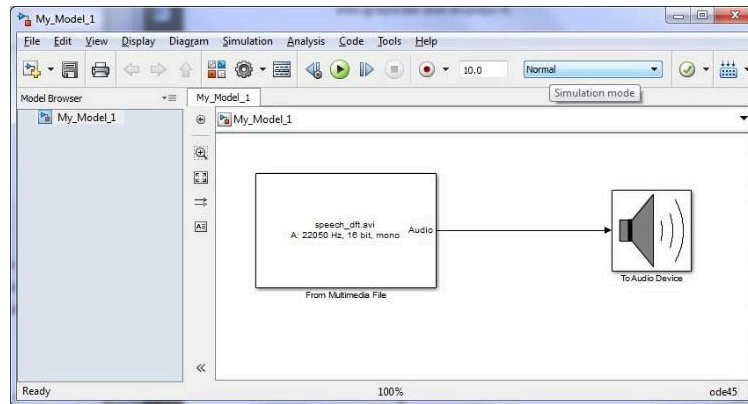 My_Model_1
File Edit View Display Diagram Simulation Analysis Code Tools Help
10.0 Normal
Simulation mode
Model Browser My_Model_1
My_Model_1 My_Model_1
speech_dft.avi
A: 22050 Hz, 16 bit, mono Audio
From Multimedia File
To Audio Device
Ready 100% ode45